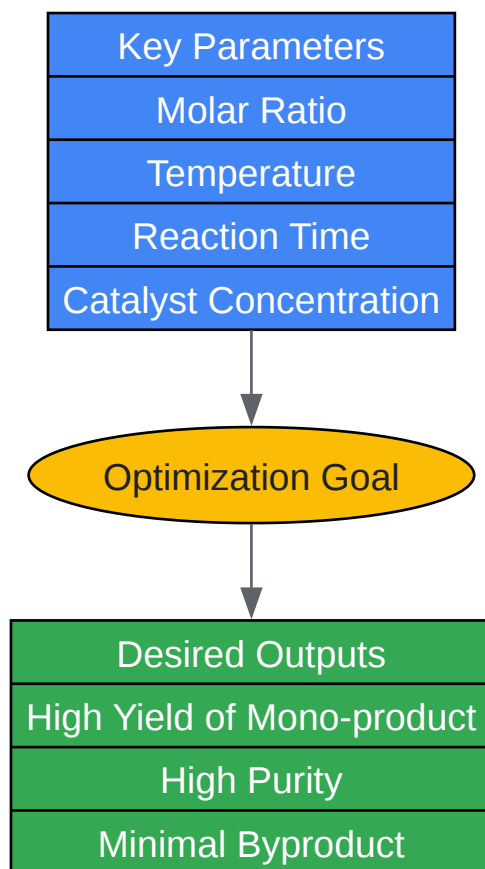 Key Parameters
Molar Ratio
Temperature
Reaction Time
Catalyst Concentration
Optimization Goal
Desired Outputs
High Yield of Mono-product
High Purity
Minimal Byproduct